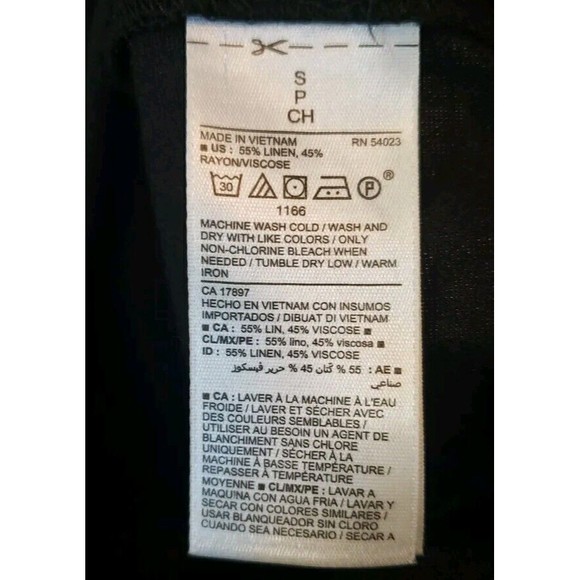 S
P
CH
MADE IN VIETNAM RN 54023
■ US : 55% LINEN, 45%
RAYON/VISCOSE
30 P ®
1166
MACHINE WASH COLD / WASH AND
DRY WITH LIKE COLORS / ONLY
NON-CHLORINE BLEACH WHEN
NEEDED / TUMBLE DRY LOW / WARM
IRON
CA 17897
HECHO EN VIETNAM CON INSUMOS
IMPORTADOS / DIBUAT DI VIETNAM
■ CA : 55% LIN, 45% VISCOSE ■
CL/MX/PE : 55% lino, 45% viscosa ■
ID : 55% LINEN, 45% VISCOSE
■ AE : 55 % كتّان 45 % حرير ڤيسكوز
صناعي
■ CA : LAVER À LA MACHINE À L'EAU
FROIDE / LAVER ET SÉCHER AVEC
DES COULEURS SEMBLABLES /
UTILISER AU BESOIN UN AGENT DE
BLANCHIMENT SANS CHLORE
UNIQUEMENT / SÉCHER À LA
MACHINE À BASSE TEMPÉRATURE /
REPASSER À TEMPÉRATURE
MOYENNE ■ CL/MX/PE : LAVAR A
MAQUINA CON AGUA FRIA / LAVAR Y
SECAR CON COLORES SIMILARES /
USAR BLANQUEADOR SIN CLORO
CUANDO SEA NECESARIO / SECAR A